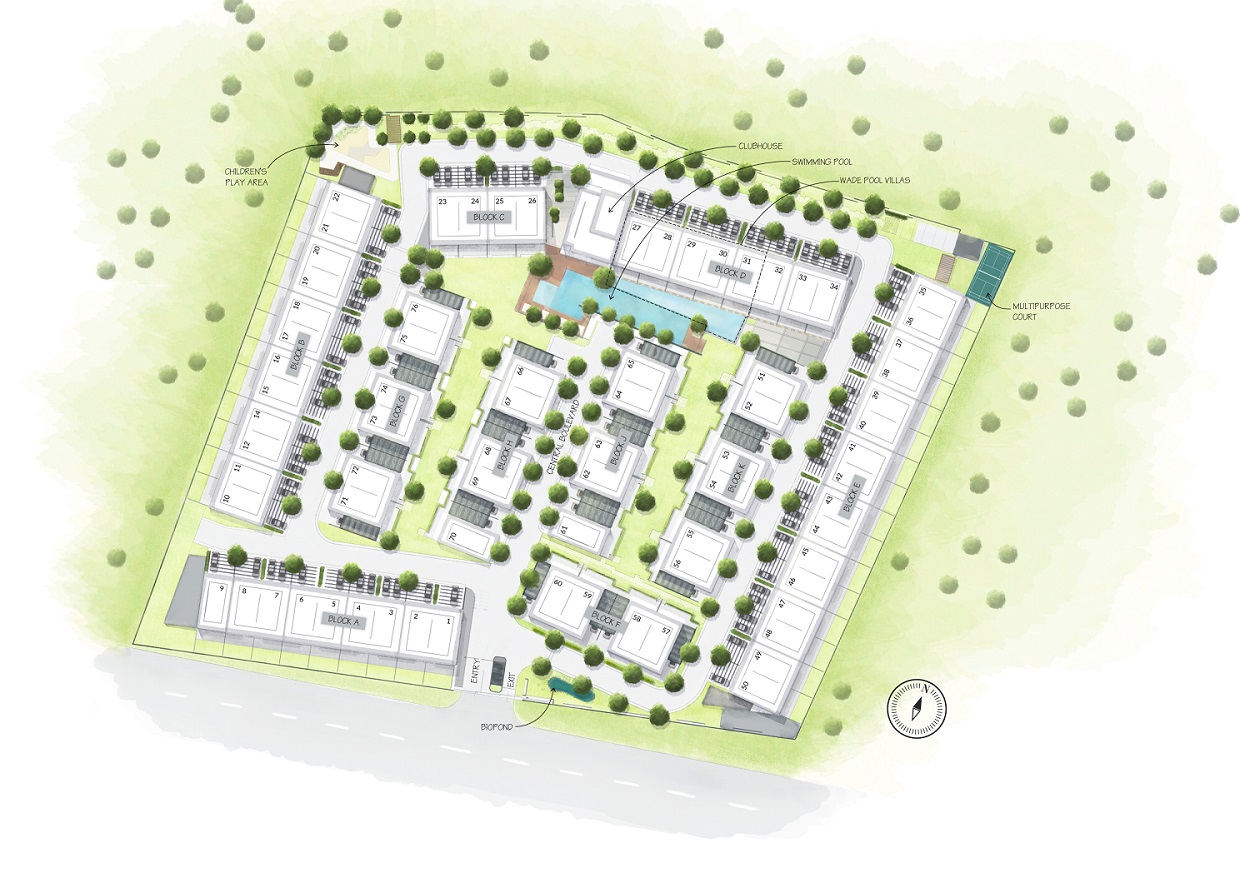 CLUBHOUSE
SWIMMING POOL
WADE POOL VILLAS
CHILDREN'S
PLAY AREA
MULTIPURPOSE
COURT
23 24 25 26
BLOCK C
27 28 29 30 31 32 33 34
BLOCK D
22
21
20
19
18
17
16
15
14
12
11
10
BLOCK B
76
75
74
73
72
71
BLOCK G
66
67
68
69
70
BLOCK H
CENTRAL BOULEVARD
65
64
63
62
61
BLOCK J
51
52
53
54
55
56
BLOCK K
35
36
37
38
39
40
41
42
43
44
45
46
47
48
49
50
BLOCK E
9 8 7 6 5 4 3 2 1
BLOCK A
60 59 58 57
BLOCK F
ENTRY
EXIT
BIOPOND
N